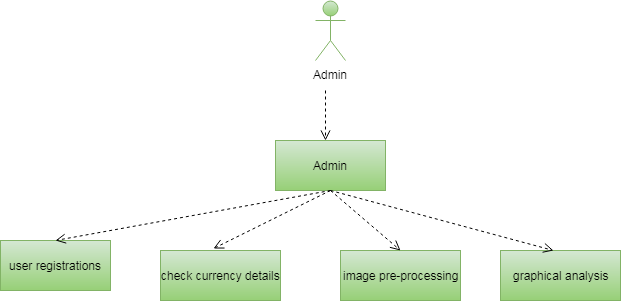 Admin
Admin
user registrations
check currency details
image pre-processing
graphical analysis